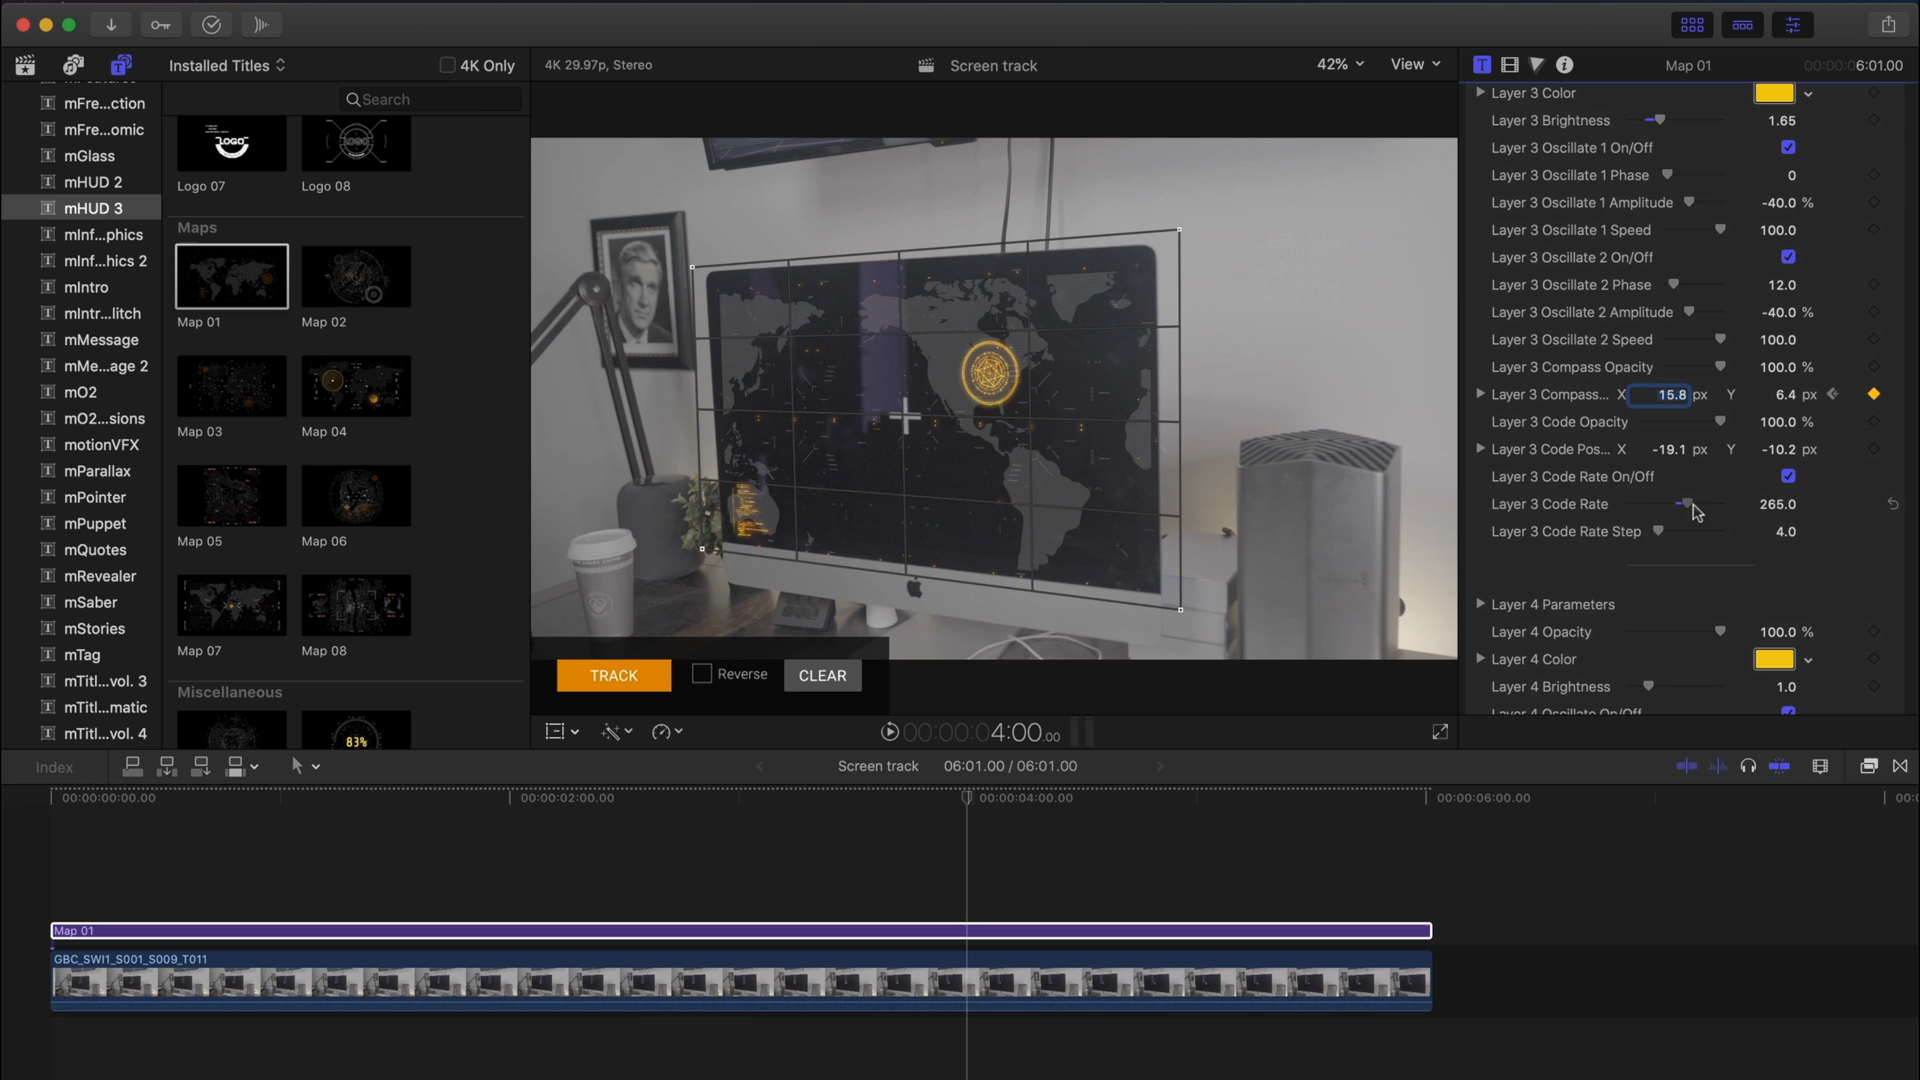 Installed Titles
4K Only
4K 29.97p, Stereo
Screen track
42%
View
Map 01
00:00:06:01.00
Search
mFre...ction
mFre...omic
mGlass
mHUD 2
mHUD 3
mInf...phics
mInf...hics 2
mIntro
mIntr...litch
mMessage
mMe...age 2
mO2
mO2...sions
motionVFX
mParallax
mPointer
mPuppet
mQuotes
mRevealer
mSaber
mStories
mTag
mTitl...vol. 3
mTitl...matic
mTitl...vol. 4
LOGO
Logo 07
Logo 08
Maps
Map 01
Map 02
Map 03
Map 04
Map 05
Map 06
Map 07
Map 08
Miscellaneous
83%
TRACK
Reverse
CLEAR
00:00:00:04:00.00
Layer 3 Color
Layer 3 Brightness 1.65
Layer 3 Oscillate 1 On/Off
Layer 3 Oscillate 1 Phase 0
Layer 3 Oscillate 1 Amplitude -40.0 %
Layer 3 Oscillate 1 Speed 100.0
Layer 3 Oscillate 2 On/Off
Layer 3 Oscillate 2 Phase 12.0
Layer 3 Oscillate 2 Amplitude -40.0 %
Layer 3 Oscillate 2 Speed 100.0
Layer 3 Compass Opacity 100.0 %
Layer 3 Compass... X 15.8 px Y 6.4 px
Layer 3 Code Opacity 100.0 %
Layer 3 Code Pos... X -19.1 px Y -10.2 px
Layer 3 Code Rate On/Off
Layer 3 Code Rate 265.0
Layer 3 Code Rate Step 4.0
Layer 4 Parameters
Layer 4 Opacity 100.0 %
Layer 4 Color
Layer 4 Brightness 1.0
Layer 4 Oscillate On/Off
Index
Screen track
06:01.00 / 06:01.00
00:00:00:00.00
00:00:02:00.00
00:00:04:00.00
00:00:06:00.00
Map 01
GBC_SWI1_S001_S009_T011